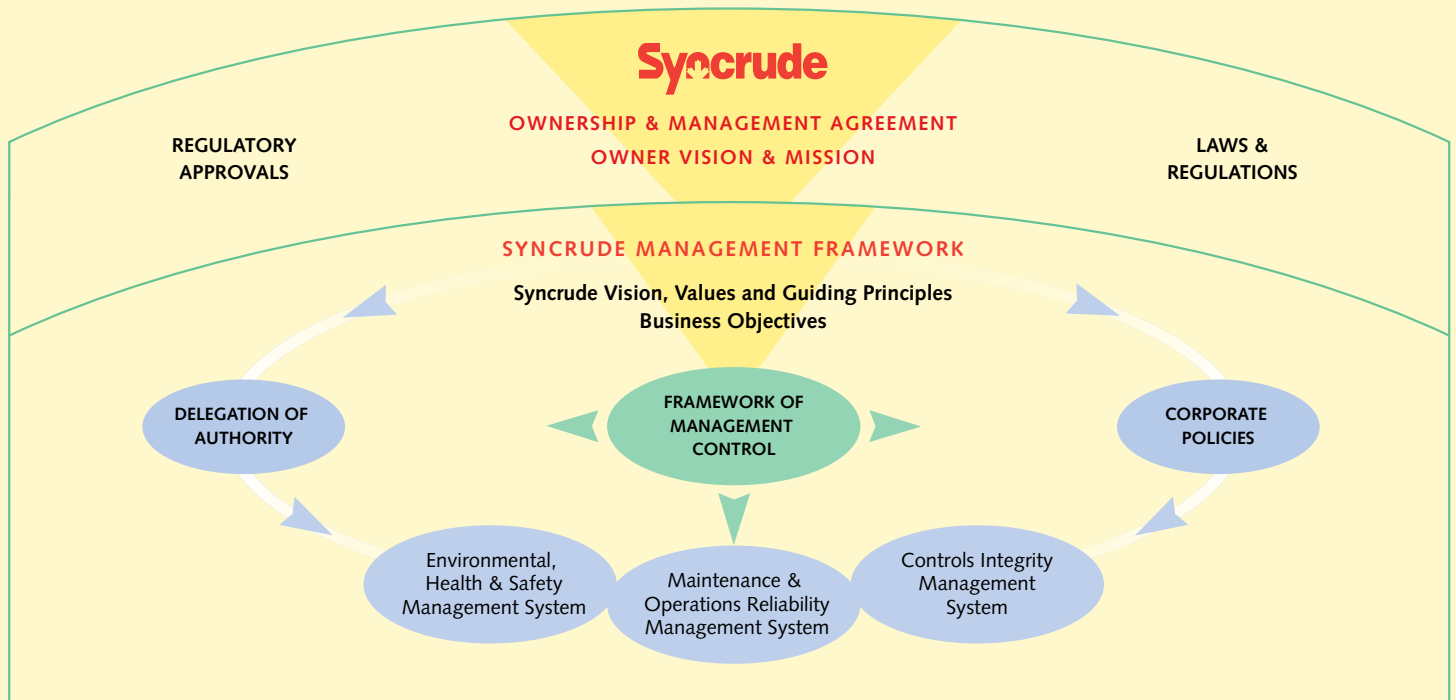 Syncrude
OWNERSHIP & MANAGEMENT AGREEMENT
OWNER VISION & MISSION
REGULATORY
APPROVALS
LAWS &
REGULATIONS
SYNCRUDE MANAGEMENT FRAMEWORK
Syncrude Vision, Values and Guiding Principles
Business Objectives
DELEGATION OF
AUTHORITY
FRAMEWORK OF
MANAGEMENT
CONTROL
CORPORATE
POLICIES
Environmental,
Health & Safety
Management System
Maintenance &
Operations Reliability
Management System
Controls Integrity
Management
System